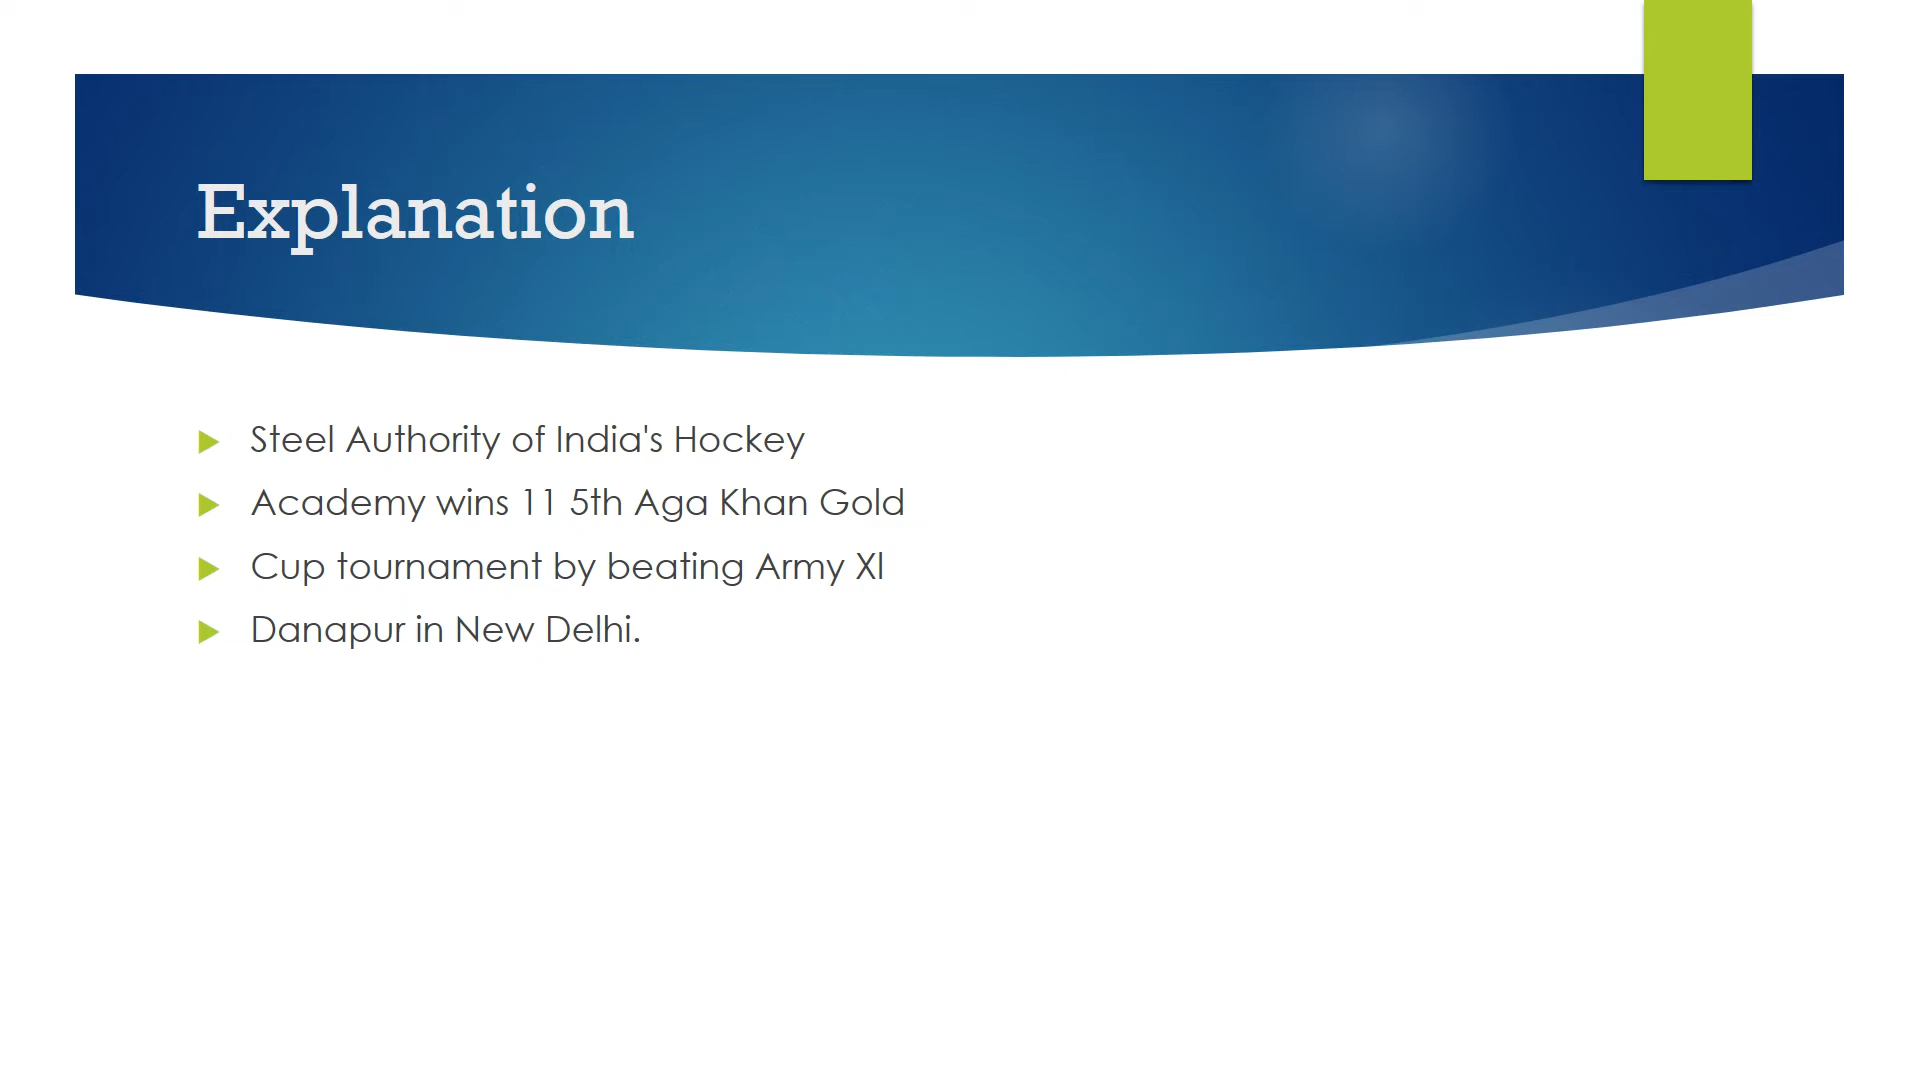 Explanation
Steel Authority of India's Hockey
Academy wins 11 5th Aga Khan Gold
Cup tournament by beating Army Xl
Danapur in New Delhi.